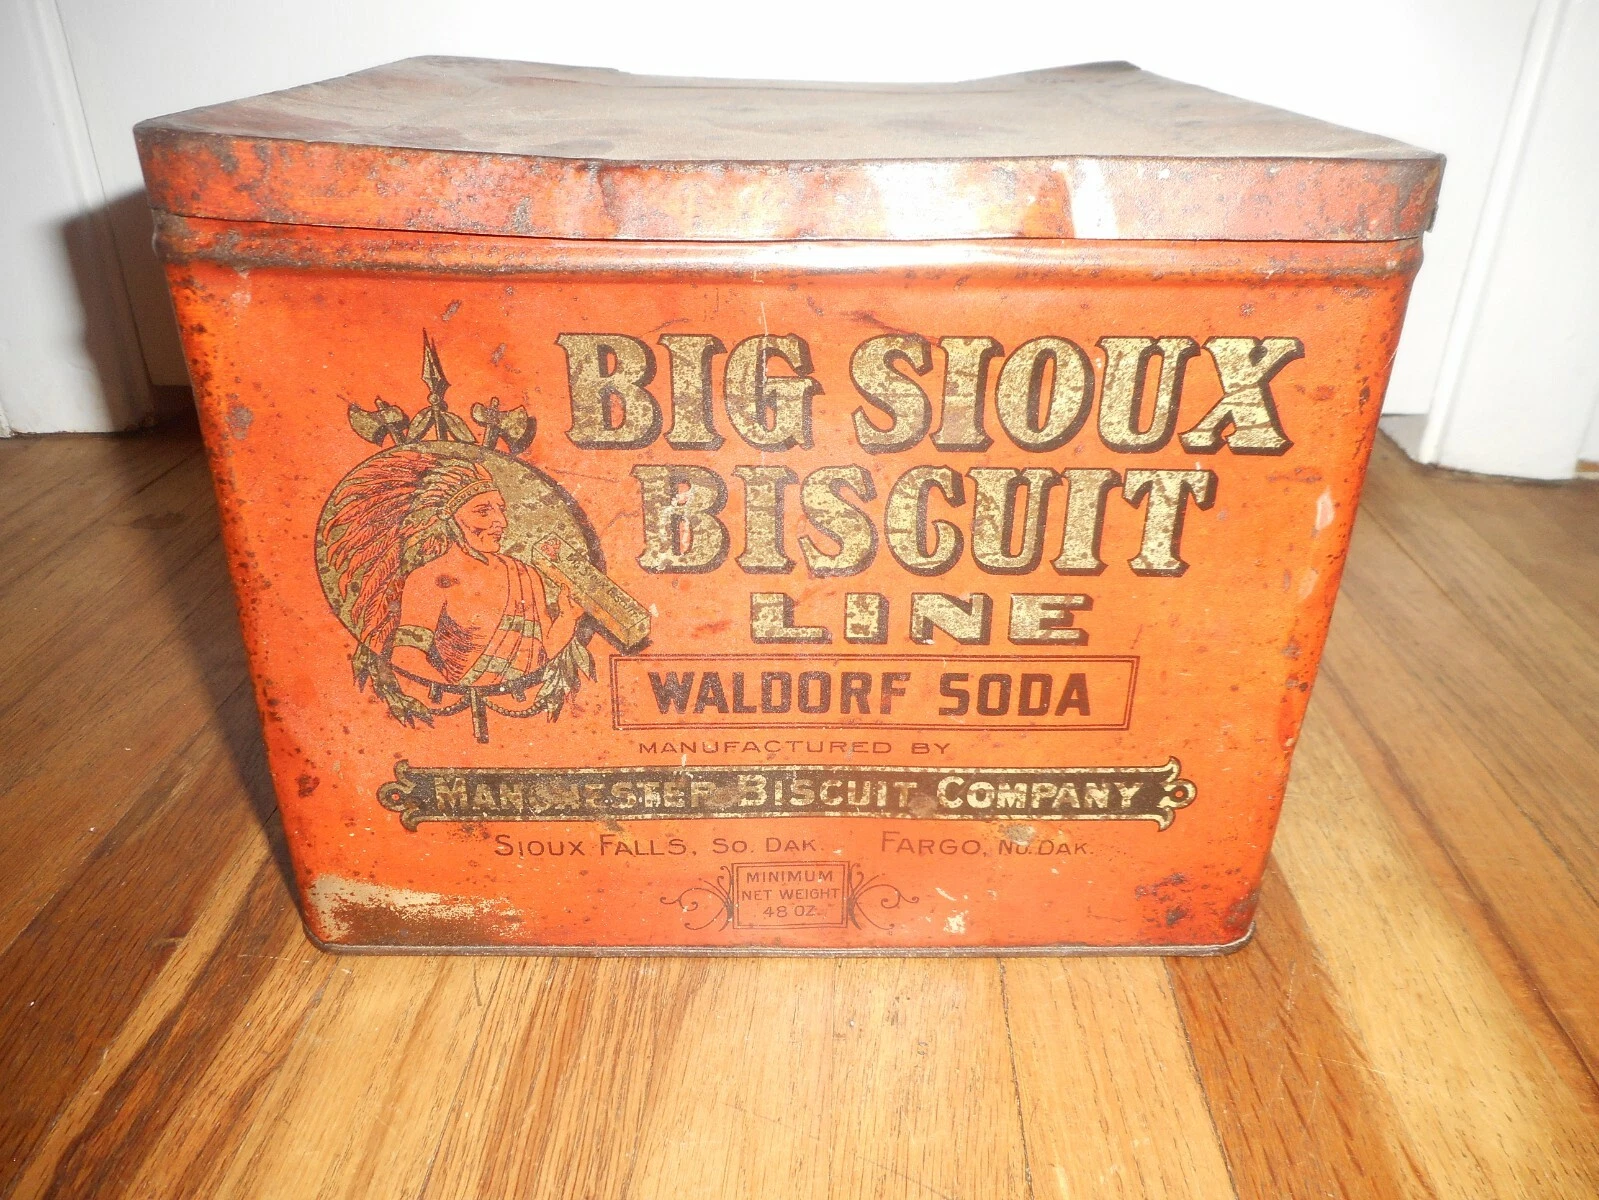 BIG SIOUX
BISCUIT
LINE
WALDORF SODA
MANUFACTURED BY
MANCHESTER BISCUIT COMPANY
SIOUX FALLS, SO. DAK. FARGO, NO. DAK.
MINIMUM
NET WEIGHT
48 OZ.